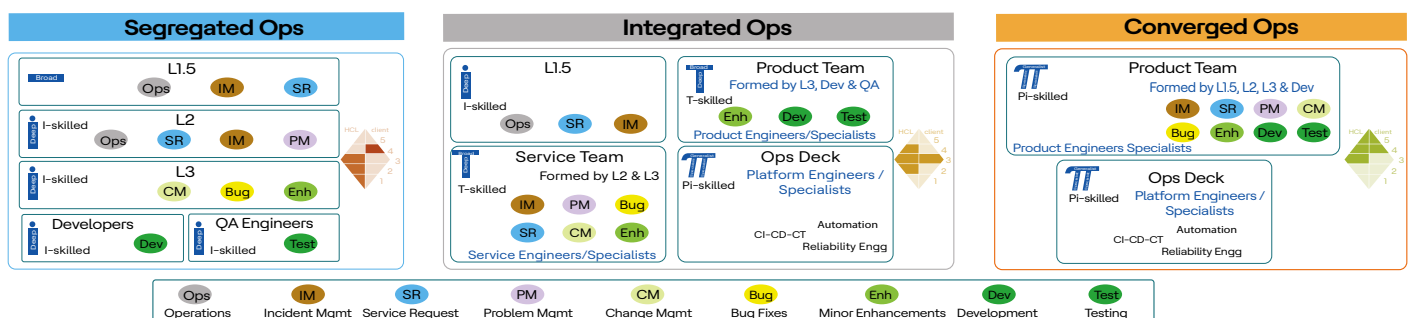 Segregated Ops
L1.5
Broad
Ops IM SR
L2
Deep
I-skilled
Ops SR IM PM
L3
Deep
I-skilled
CM Bug Enh
Developers
Deep
I-skilled
Dev
QA Engineers
Deep
I-skilled
Test
HCL client
5
4
3
2
1
Integrated Ops
L1.5
Deep
I-skilled
Ops SR IM
Product Team
Broad
Deep
T-skilled
Formed by L3, Dev & QA
Enh Dev Test
Product Engineers/Specialists
Service Team
Deep
T-skilled
Formed by L2 & L3
IM PM Bug
SR CM Enh
Service Engineers/Specialists
Ops Deck
Pi-skilled
Platform Engineers /
Specialists
Automation
CI-CD-CT
Reliability Engg
HCL client
5
4
3
2
1
Converged Ops
Product Team
Pi-skilled
Formed by L1.5, L2, L3 & Dev
IM SR PM CM
Bug Enh Dev Test
Product Engineers Specialists
Ops Deck
Pi-skilled
Platform Engineers /
Specialists
Automation
CI-CD-CT
Reliability Engg
HCL client
5
4
3
2
1
Ops IM SR PM CM Bug Enh Dev Test
Operations Incident Mgmt Service Request Problem Mgmt Change Mgmt Bug Fixes Minor Enhancements Development Testing